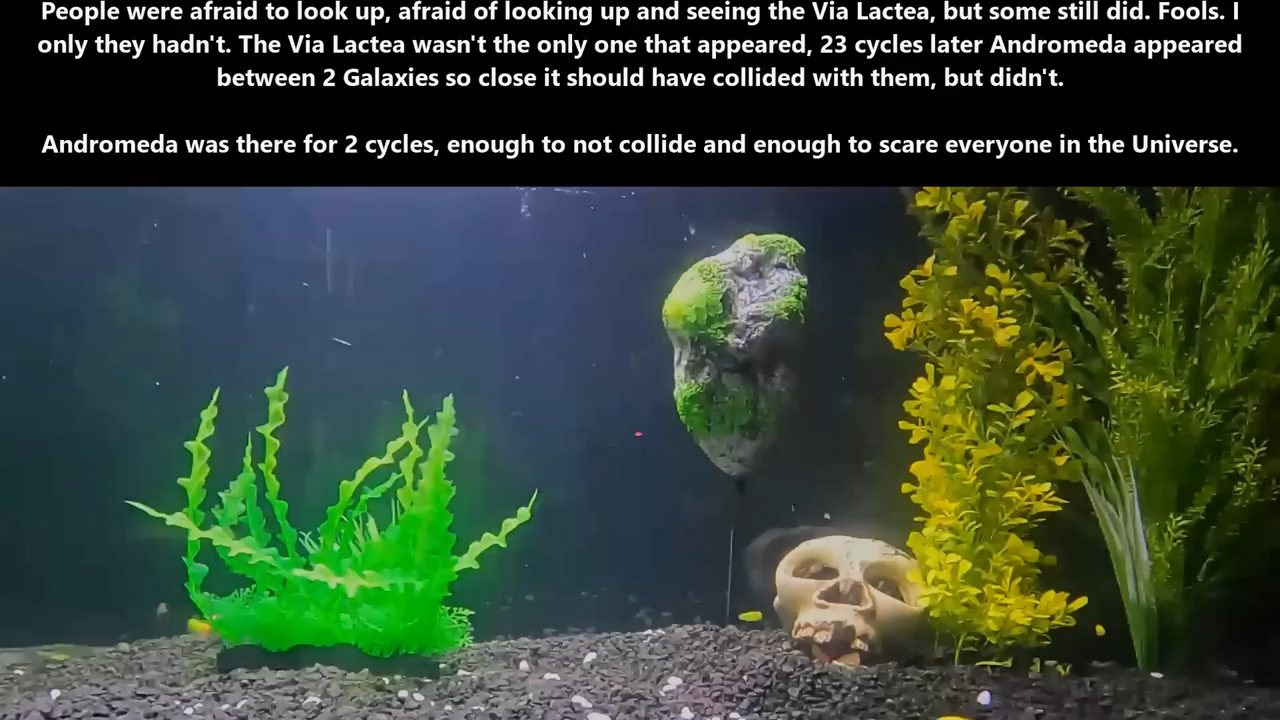 People were afraid to look up, afraid of looking up and seeing the Via Lactea, but some still did. Fools. I
only they hadn't. The Via Lactea wasn't the only one that appeared, 23 cycles later Andromeda appeared
between 2 Galaxies so close it should have collided with them, but didn't.
Andromeda was there for 2 cycles, enough to not collide and enough to scare everyone in the Universe.